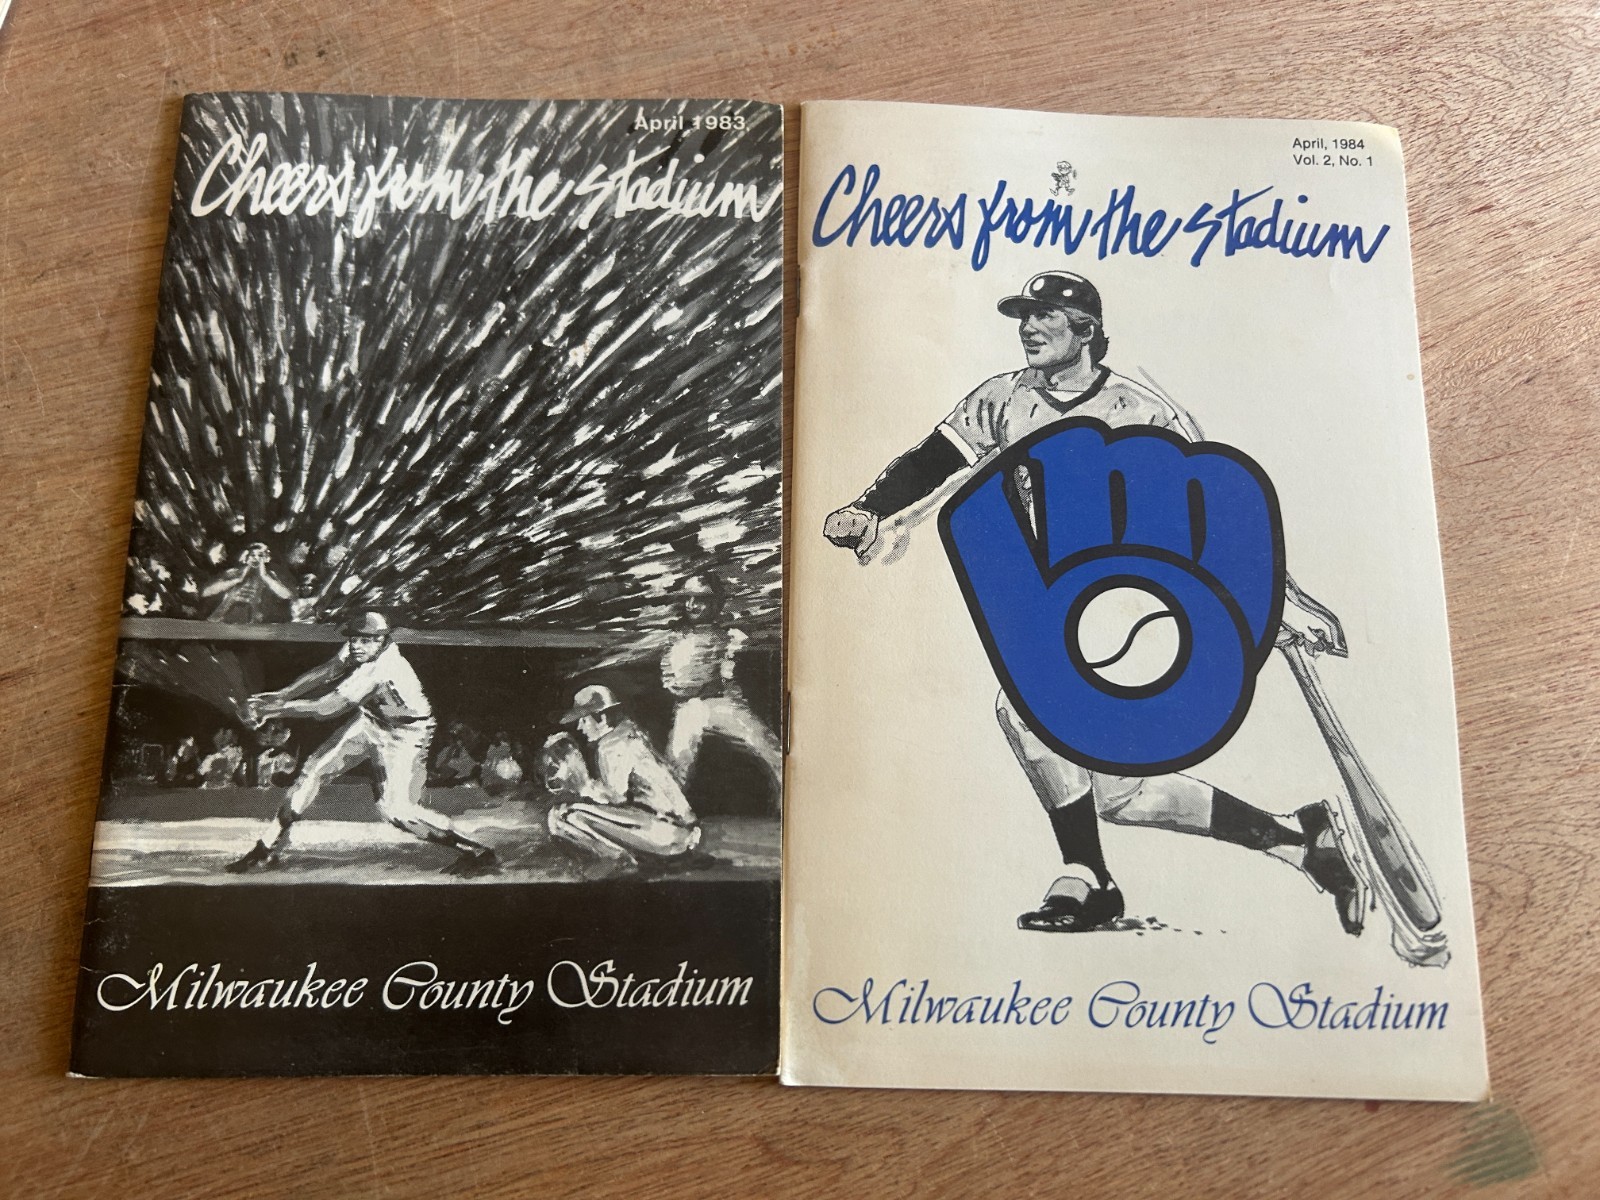 April 1983
Cheers from the Stadium
Milwaukee County Stadium
April, 1984
Vol. 2, No. 1
Cheers from the Stadium
Milwaukee County Stadium